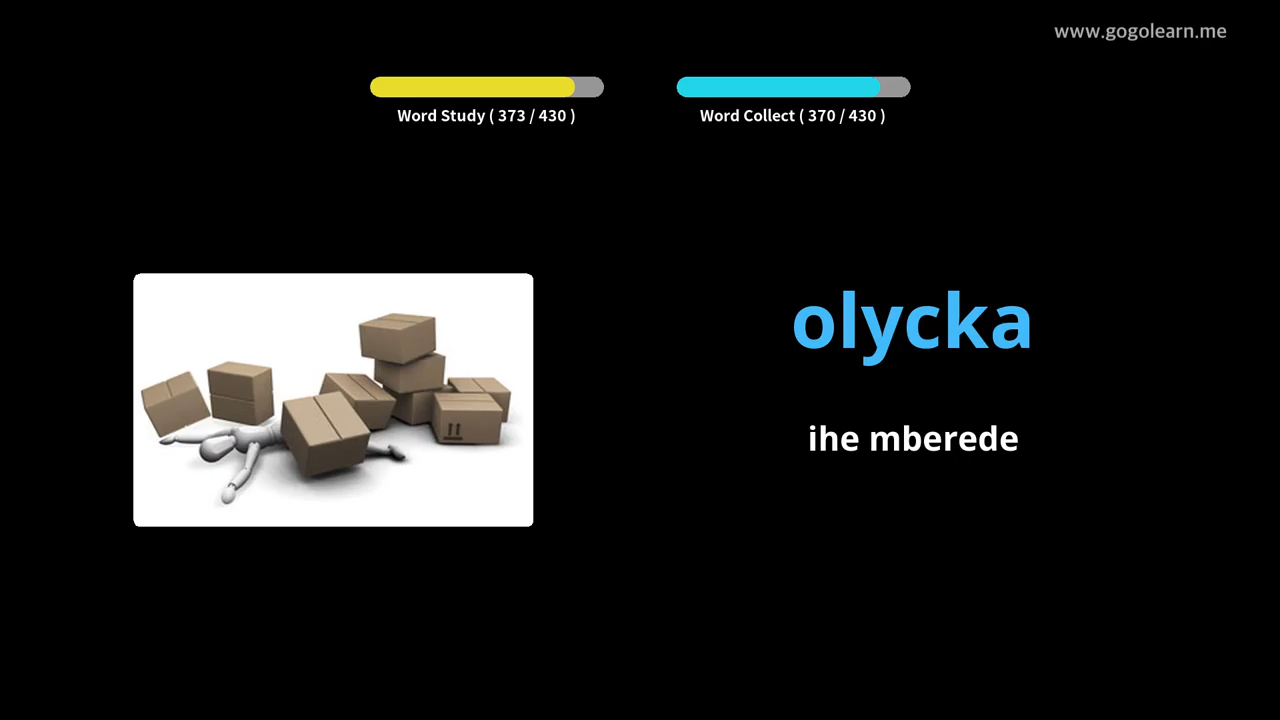 www.gogolearn.me
Word Study ( 373 / 430 )
Word Collect ( 370 / 430 )
olycka
ihe mberede